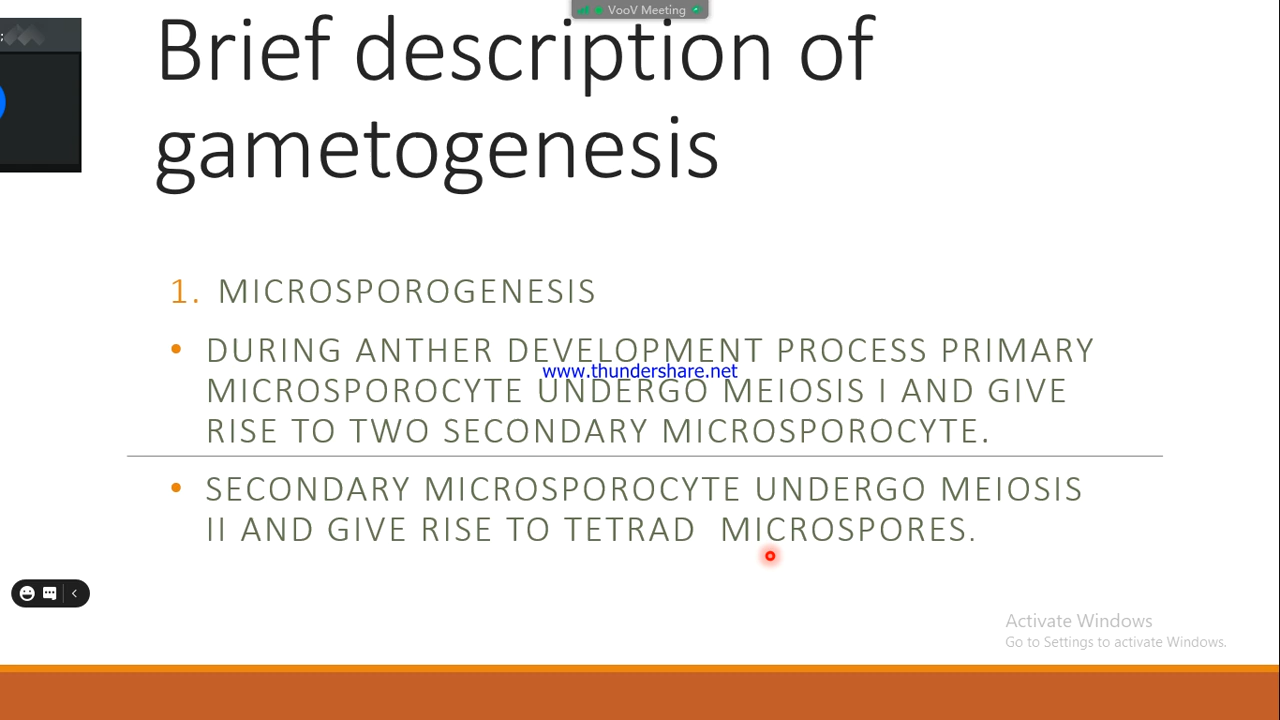 VooV Meeting
Brief description of
gametogenesis
1. MICROSPOROGENESIS
• DURING ANTHER DEVELOPMENT PROCESS PRIMARY
www.thundershare.net
MICROSPOROCYTE UNDERGO MEIOSIS I AND GIVE
RISE TO TWO SECONDARY MICROSPOROCYTE.
• SECONDARY MICROSPOROCYTE UNDERGO MEIOSIS
II AND GIVE RISE TO TETRAD MICROSPORES.
Activate Windows
Go to Settings to activate Windows.